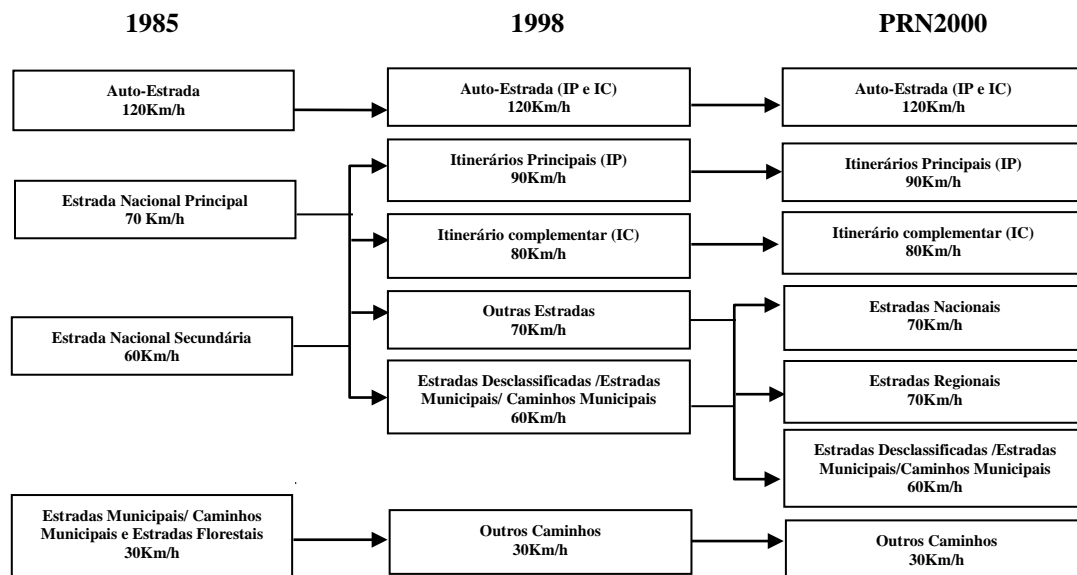 1985
1998
PRN2000
Auto-Estrada
120Km/h
Auto-Estrada (IP e IC)
120Km/h
Auto-Estrada (IP e IC)
120Km/h
Estrada Nacional Principal
70 Km/h
Itinerários Principais (IP)
90Km/h
Itinerários Principais (IP)
90Km/h
Itinerário complementar (IC)
80Km/h
Itinerário complementar (IC)
80Km/h
Estrada Nacional Secundária
60Km/h
Outras Estradas
70Km/h
Estradas Nacionais
70Km/h
Estradas Desclassificadas /Estradas
Municipais/ Caminhos Municipais
60Km/h
Estradas Regionais
70Km/h
Estradas Desclassificadas /Estradas
Municipais/Caminhos Municipais
60Km/h
Estradas Municipais/ Caminhos
Municipais e Estradas Florestais
30Km/h
Outros Caminhos
30Km/h
Outros Caminhos
30Km/h